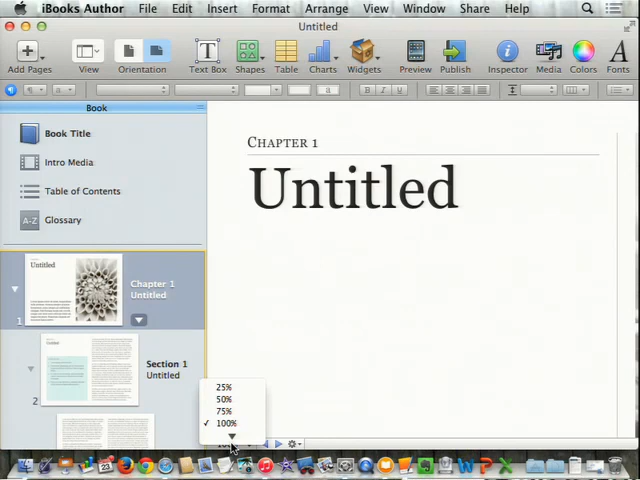 iBooks Author File Edit Insert Format Arrange View Window Share Help
Untitled
Add Pages View Orientation Text Box Shapes Table Charts Widgets Preview Publish Inspector Media Colors Fonts
Book
Book Title
Intro Media
Table of Contents
A-Z Glossary
CHAPTER 1
Untitled
Untitled
Chapter 1
Untitled
1
Section 1
Untitled
2
25%
50%
75%
✓ 100%
23